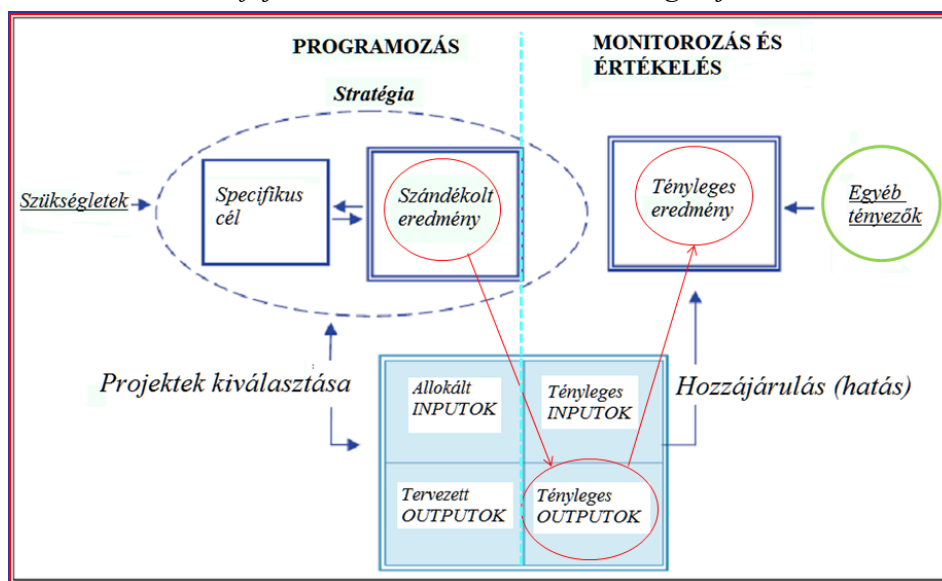 PROGRAMOZÁS
MONITOROZÁS ÉS
ÉRTÉKELÉS
Stratégia
Szükségletek
Specifikus
cél
Szándékolt
eredmény
Tényleges
eredmény
Egyéb
tényezők
Projektek kiválasztása
Allokált
INPUTOK
Tényleges
INPUTOK
Hozzájárulás (hatás)
Tervezett
OUTPUTOK
Tényleges
OUTPUTOK